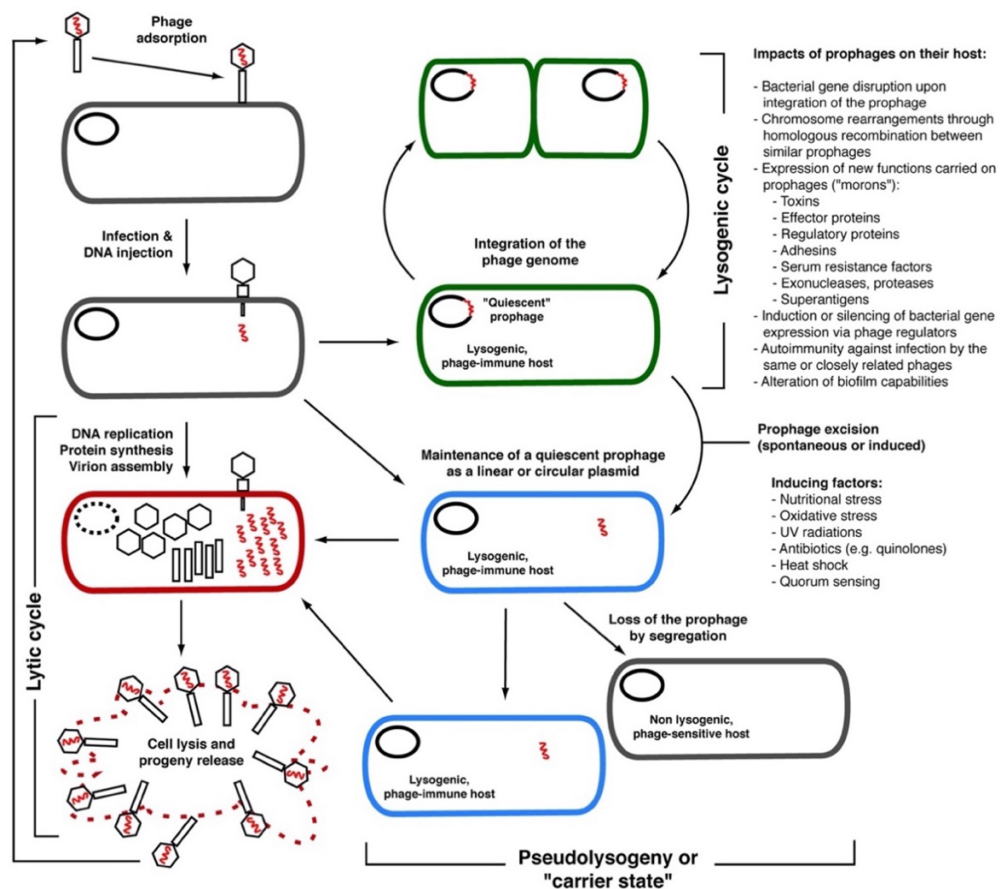 Phage
adsorption
Infection &
DNA injection
DNA replication
Protein synthesis
Virion assembly
Lytic cycle
Cell lysis and
progeny release
Integration of the
phage genome
"Quiescent"
prophage
Lysogenic,
phage-immune host
Lysogenic cycle
Maintenance of a quiescent prophage
as a linear or circular plasmid
Lysogenic,
phage-immune host
Loss of the prophage
by segregation
Lysogenic,
phage-immune host
Non lysogenic,
phage-sensitive host
Pseudolysogeny or
"carrier state"
Impacts of prophages on their host:
- Bacterial gene disruption upon
integration of the prophage
- Chromosome rearrangements through
homologous recombination between
similar prophages
- Expression of new functions carried on
prophages ("morons"):
- Toxins
- Effector proteins
- Regulatory proteins
- Adhesins
- Serum resistance factors
- Exonucleases, proteases
- Superantigens
- Induction or silencing of bacterial gene
expression via phage regulators
- Autoimmunity against infection by the
same or closely related phages
- Alteration of biofilm capabilities
Prophage excision
(spontaneous or induced)
Inducing factors:
- Nutritional stress
- Oxidative stress
- UV radiations
- Antibiotics (e.g. quinolones)
- Heat shock
- Quorum sensing